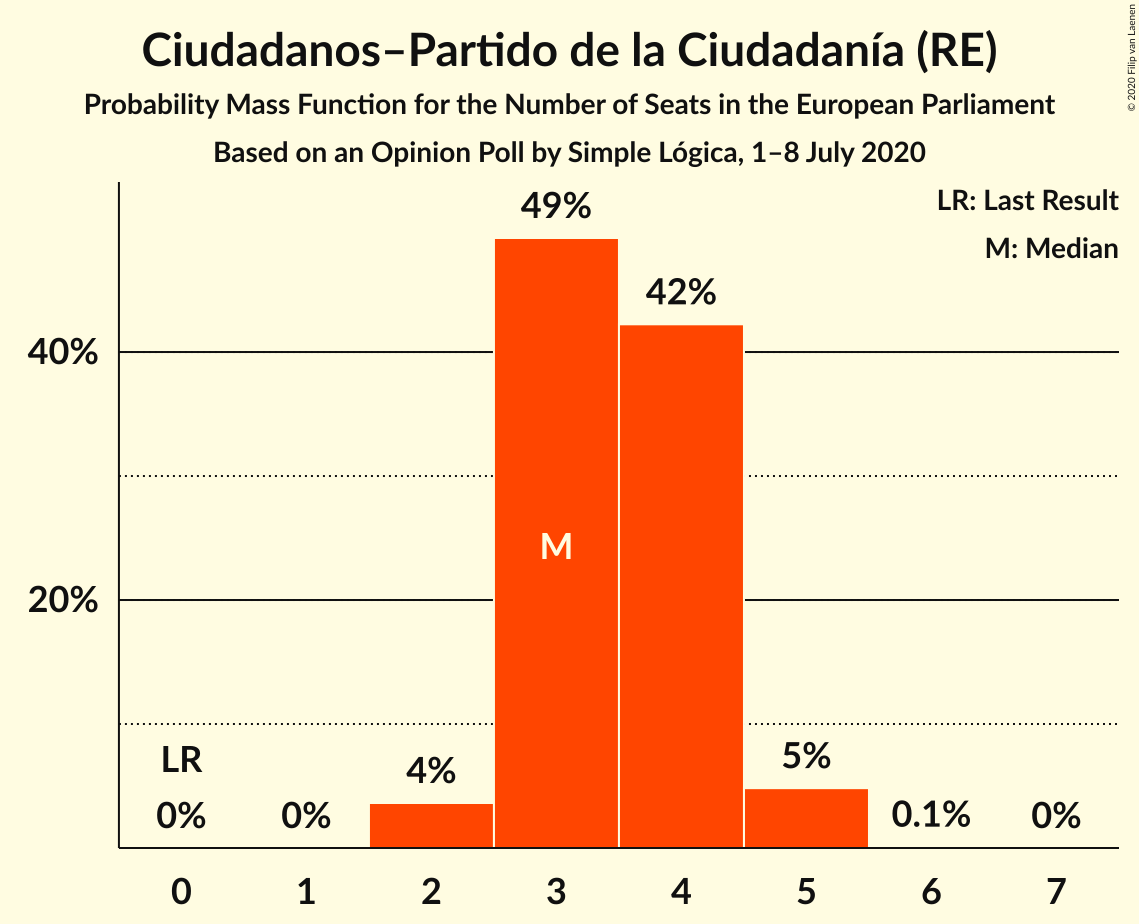 Ciudadanos–Partido de la Ciudadanía (RE)
Probability Mass Function for the Number of Seats in the European Parliament
Based on an Opinion Poll by Simple Lógica, 1–8 July 2020
© 2020 Filip van Laenen
LR: Last Result
M: Median
49%
42%
40%
M
20%
LR
0%
0%
4%
5%
0.1%
0%
0 1 2 3 4 5 6 7